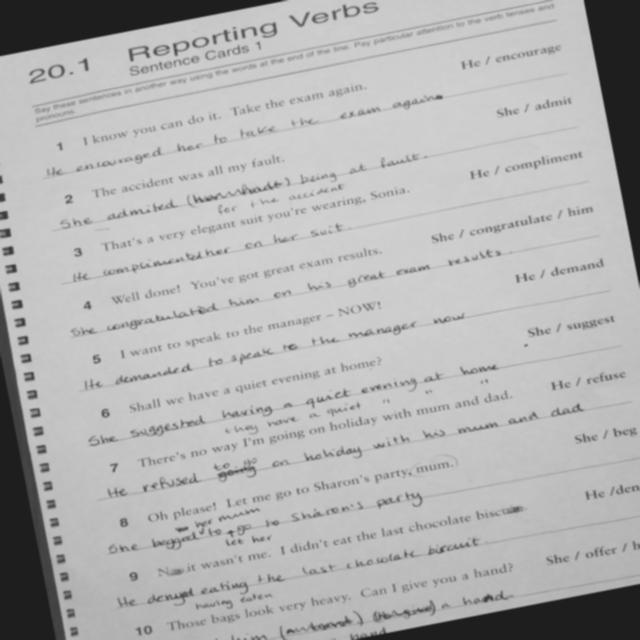 20.1 Reporting Verbs
Sentence Cards 1
Say these sentences in another way using the words at the end of the line. Pay particular attention to the verb tenses and
pronouns.
1 I know you can do it. Take the exam again. He / encourage
He encouraged her to take the exam again
2 The accident was all my fault. She / admit
She admited being at fault.
for the accident
3 That's a very elegant suit you're wearing, Sonia. He / compliment
He complimented her on her suit.
4 Well done! You've got great exam results. She / congratulate / him
She congratulated him on his great exam results.
5 I want to speak to the manager – NOW! He / demand
He demanded to speak to the manager now
6 Shall we have a quiet evening at home? She / suggest
She suggested having a quiet evening at home
they have a quiet " " "
7 There's no way I'm going on holiday with mum and dad. He / refuse
to go
He refused going on holiday with his mum and dad
8 Oh please! Let me go to Sharon's party, mum. She / beg
her mum
She begged to go to Sharon's party
let her
9 it wasn't me. I didn't eat the last chocolate He /den
He denyd eating the last chocolate biscuit
having eaten
10 Those bags look very heavy. Can I give you a hand? She / offer / h
him a hand
hand